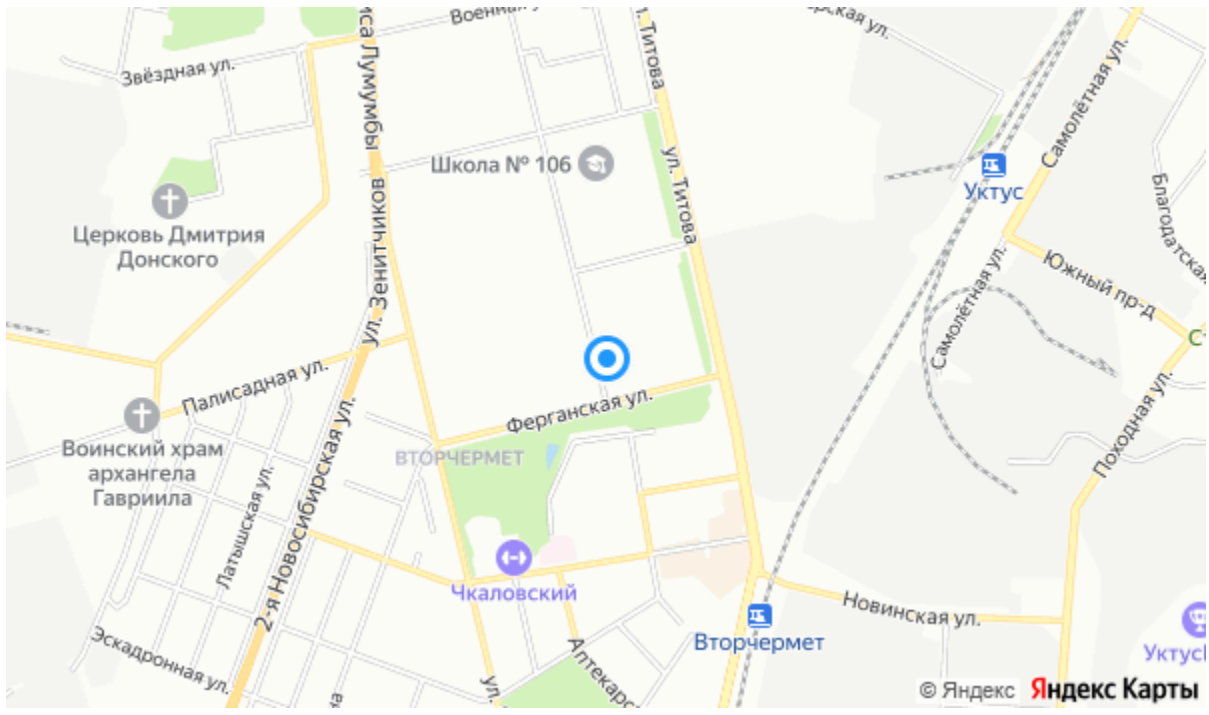 Военная
ул. Титова
Звёздная ул.
Лумумбы
Самолётная ул.
Школа № 106
ул. Титова
Уктус
Благодатская
Церковь Дмитрия
Донского
ул. Зенитчиков
Южный пр-д
Самолётная ул.
Палисадная ул.
Ферганская ул.
Походная ул.
Воинский храм
архангела
Гавриила
ВТОРЧЕРМЕТ
Латышская ул.
2-я Новосибирская ул.
Чкаловский
Новинская ул.
Вторчермет
Эскадронная ул.
ул.
© Яндекс Яндекс Карты